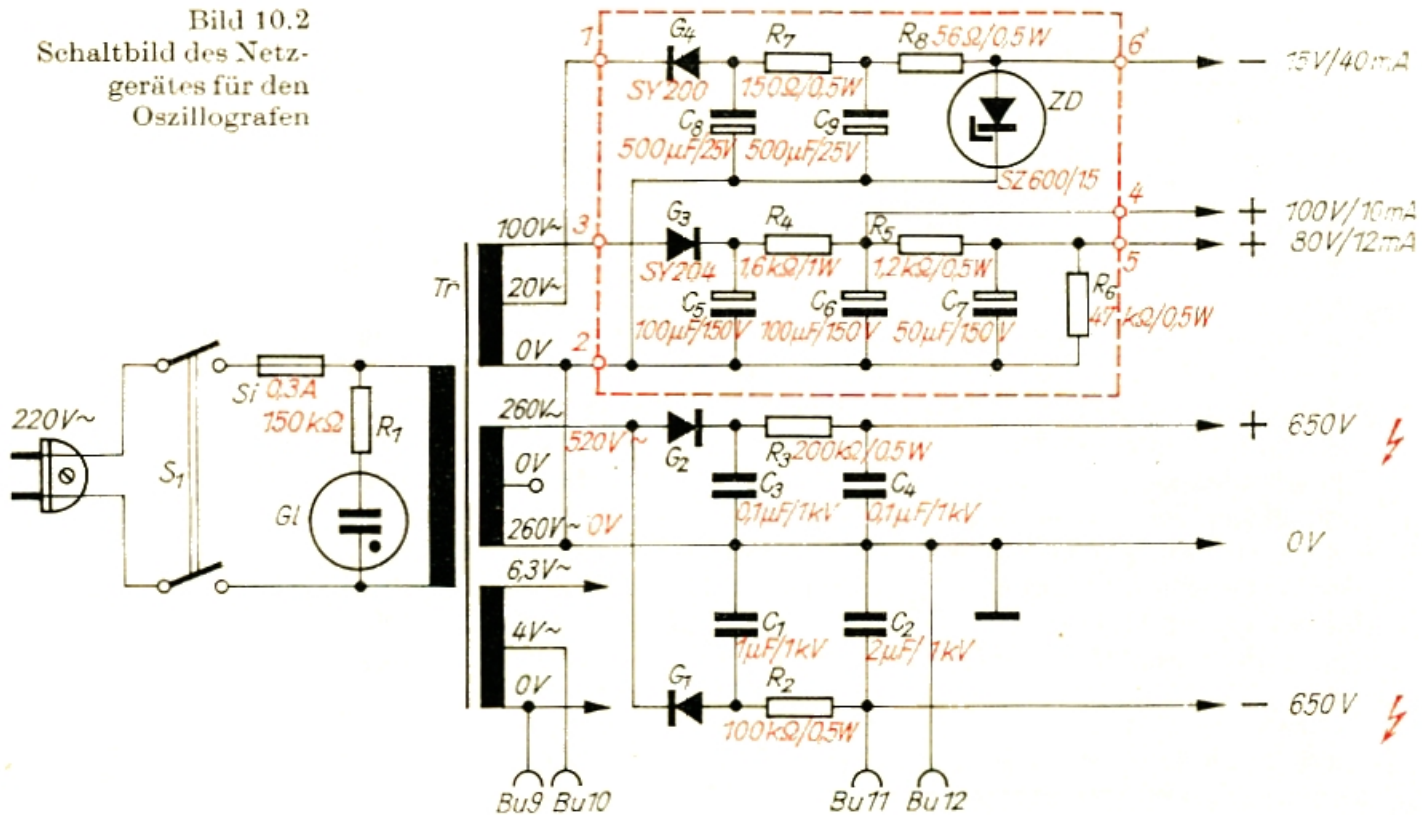 Bild 10.2
Schaltbild des Netz-
gerätes für den
Oszillografen
1
G4
R7
R8 56Ω/0,5W
6
− 15V/40mA
SY200
150Ω/0,5W
ZD
C8
C9
500µF/25V
500µF/25V
SZ600/15
4
100V~
3
G3
R4
R5
+ 100V/10mA
+ 80V/12mA
5
SY204
1,6kΩ/1W
1,2kΩ/0,5W
Tr
20V~
C5
C6
C7
R6
47kΩ/0,5W
100µF/150V
100µF/150V
50µF/150V
0V
2
Si 0,3A
150kΩ
R1
220V~
260V~
520V~
G2
R3 200kΩ/0,5W
+ 650V
S1
0V
C3
C4
0,1µF/1kV
0,1µF/1kV
Gl
260V~
0V
0V
6,3V~
4V~
C1
C2
1µF/1kV
2µF/1kV
0V
G1
R2
100kΩ/0,5W
− 650V
Bu9
Bu10
Bu11
Bu12